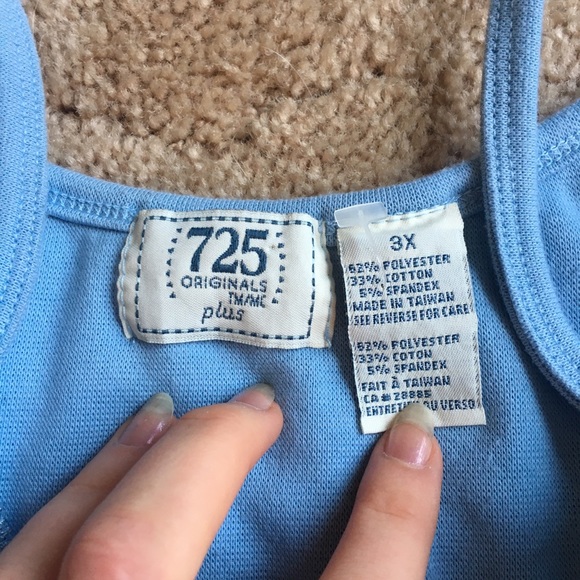 725
ORIGINALS
TM/MC
plus
3X
62% POLYESTER
33% COTTON
5% SPANDEX
MADE IN TAIWAN
SEE REVERSE FOR CARE
62% POLYESTER
33% COTTON
5% SPANDEX
FAIT À TAIWAN
CA# 28885
ENTRETIEN AU VERSO